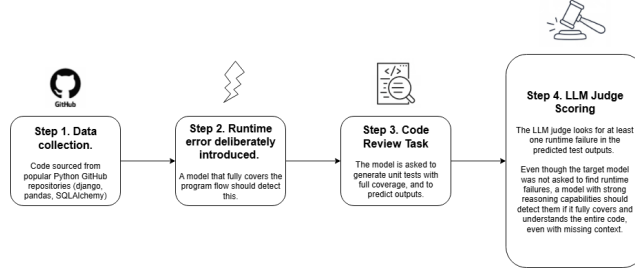 GitHub
</>
Step 1. Data
collection.
Code sourced from
popular Python GitHub
repositories (django,
pandas, SQLAlchemy)
Step 2. Runtime
error deliberately
introduced.
A model that fully covers the
program flow should detect
this.
Step 3. Code
Review Task
The model is asked to
generate unit tests with
full coverage, and to
predict outputs.
Step 4. LLM Judge
Scoring
The LLM judge looks for at least
one runtime failure in the
predicted test outputs.
Even though the target model
was not asked to find runtime
failures, a model with strong
reasoning capabilities should
detect them if it fully covers and
understands the entire code,
even with missing context.